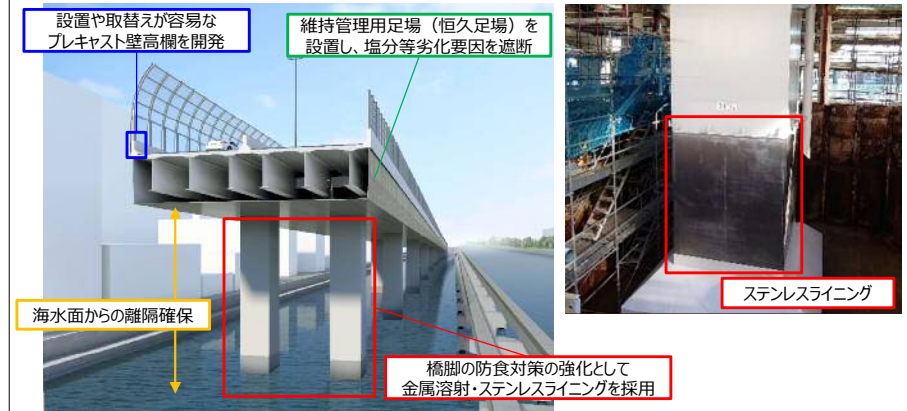 設置や取替えが容易な
プレキャスト壁高欄を開発
維持管理用足場（恒久足場）を
設置し、塩分等劣化要因を遮断
海水面からの離隔確保
橋脚の防食対策の強化として
金属溶射・ステンレスライニングを採用
ステンレスライニング